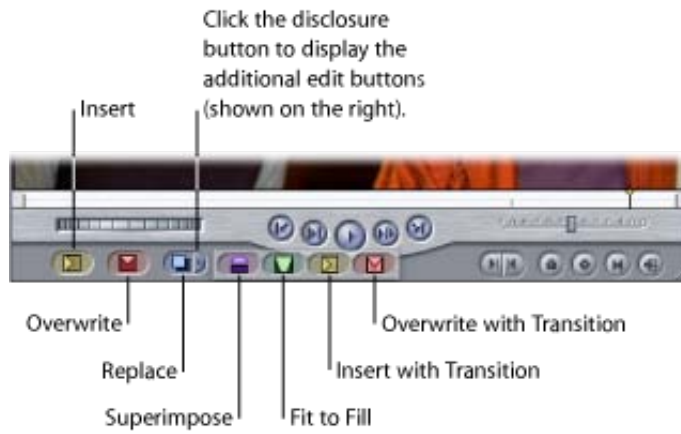 Click the disclosure
button to display the
additional edit buttons
(shown on the right).
Insert
Overwrite
Overwrite with Transition
Replace
Insert with Transition
Superimpose
Fit to Fill